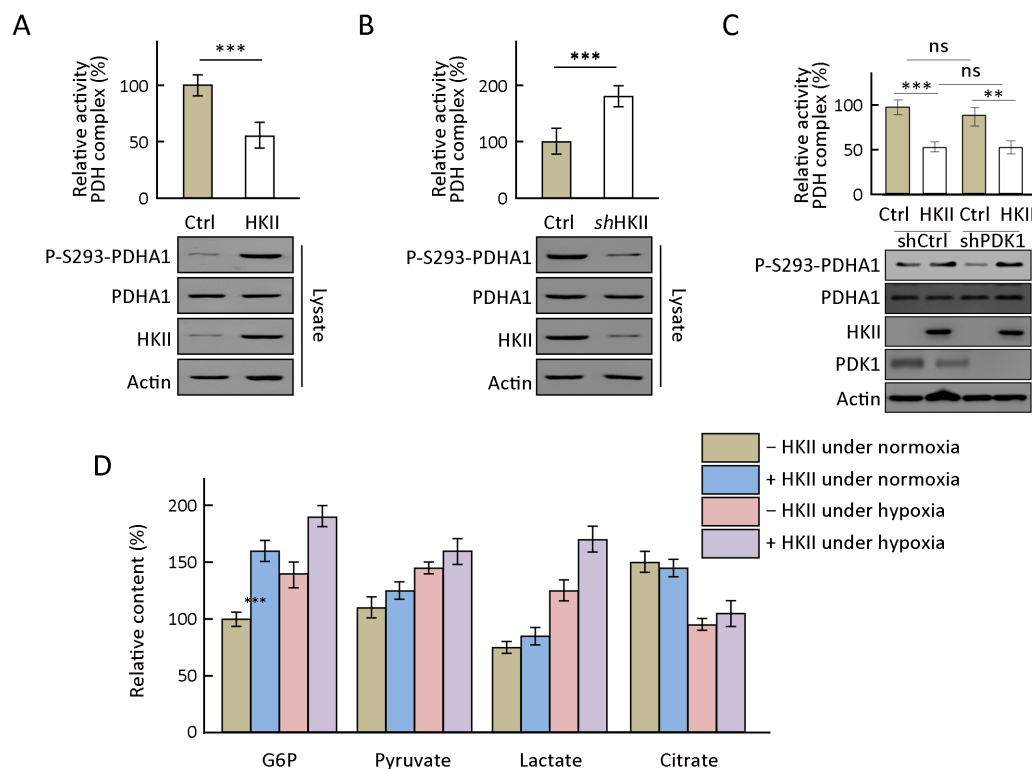 A
Relative activity
PDH complex (%)
100
50
0
***
Ctrl HKII
P-S293-PDHA1
PDHA1
HKII
Actin
Lysate
B
Relative activity
PDH complex (%)
200
100
0
***
Ctrl shHKII
P-S293-PDHA1
PDHA1
HKII
Actin
Lysate
C
Relative activity
PDH complex (%)
100
50
0
ns
ns
***
**
Ctrl HKII Ctrl HKII
shCtrl shPDK1
P-S293-PDHA1
PDHA1
HKII
PDK1
Actin
D
– HKII under normoxia
+ HKII under normoxia
– HKII under hypoxia
+ HKII under hypoxia
Relative content (%)
200
150
100
50
0
***
G6P Pyruvate Lactate Citrate